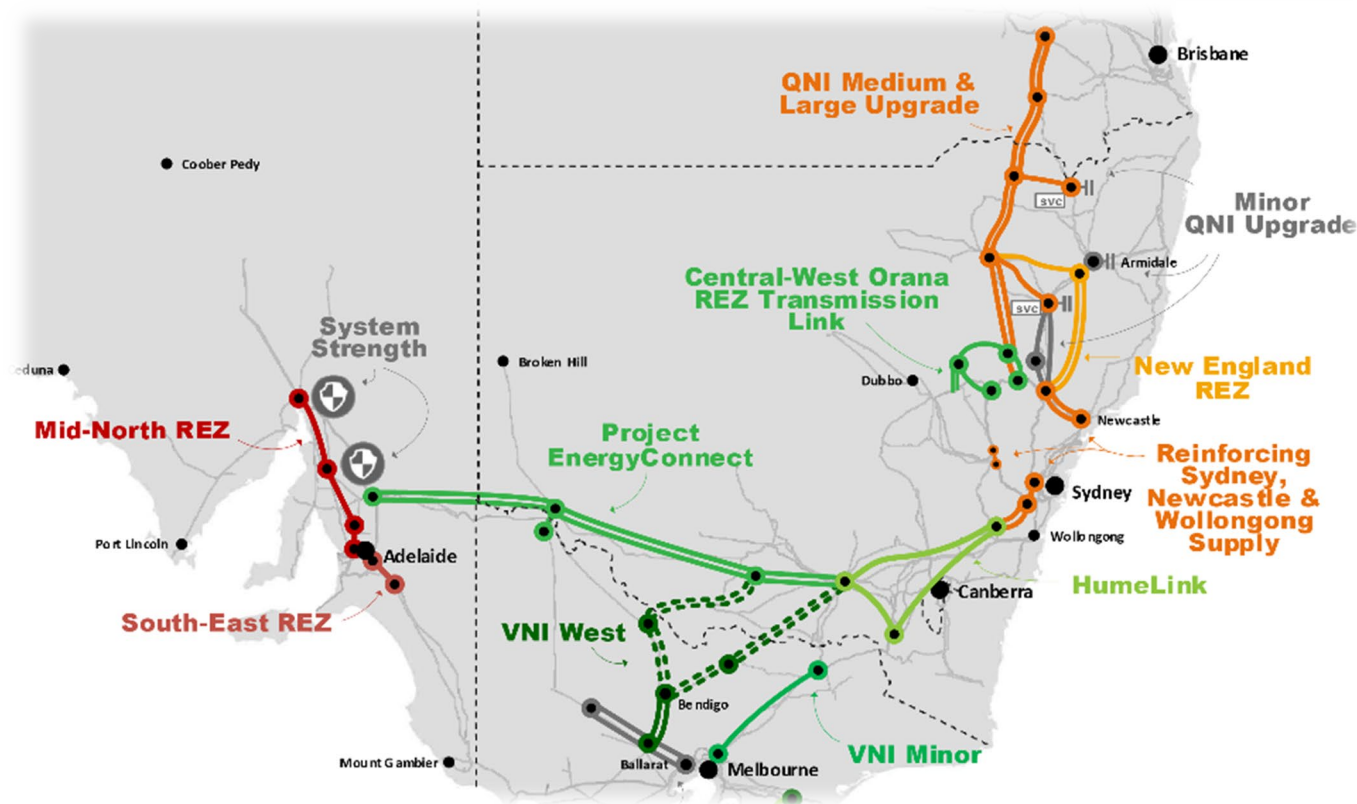 Brisbane
QNI Medium &
Large Upgrade
Coober Pedy
svc
Minor
QNI Upgrade
Armidale
Central-West Orana
REZ Transmission
Link
svc
System
Strength
Broken Hill
Dubbo
New England
REZ
Mid-North REZ
Newcastle
Project
EnergyConnect
Reinforcing
Sydney,
Newcastle &
Wollongong
Supply
Sydney
Port Lincoln
Adelaide
Wollongong
Canberra
HumeLink
South-East REZ
VNI West
Bendigo
VNI Minor
Mount Gambier
Ballarat
Melbourne